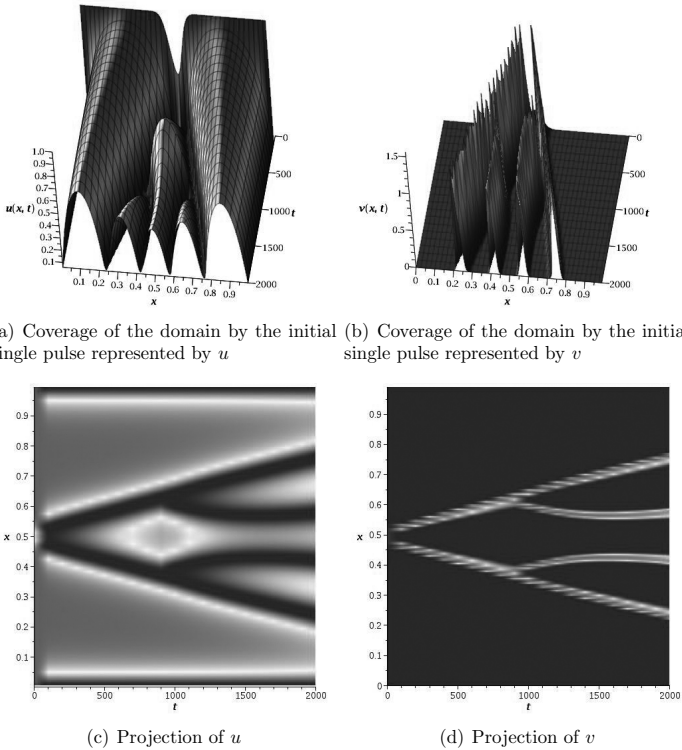 1.0
0.9
0.8
0.7
0.6
u(x, t)
0.5
0.4
0.3
0.2
0.1
0.1 0.2 0.3 0.4 0.5 0.6 0.7 0.8 0.9
x
0
500
1000 t
1500
2000
1.5
1
v(x, t)
0.5
0
0 0.1 0.2 0.3 0.4 0.5 0.6 0.7 0.8 0.9
x
0
500
1000 t
1500
2000
a) Coverage of the domain by the initial
ingle pulse represented by u
(b) Coverage of the domain by the initia
single pulse represented by v
0.9
0.8
0.7
0.6
x 0.5
0.4
0.3
0.2
0.1
0 500 1000 1500 2000
t
0.9
0.8
0.7
0.6
x 0.5
0.4
0.3
0.2
0.1
0
0 500 1000 1500 2000
t
(c) Projection of u
(d) Projection of v